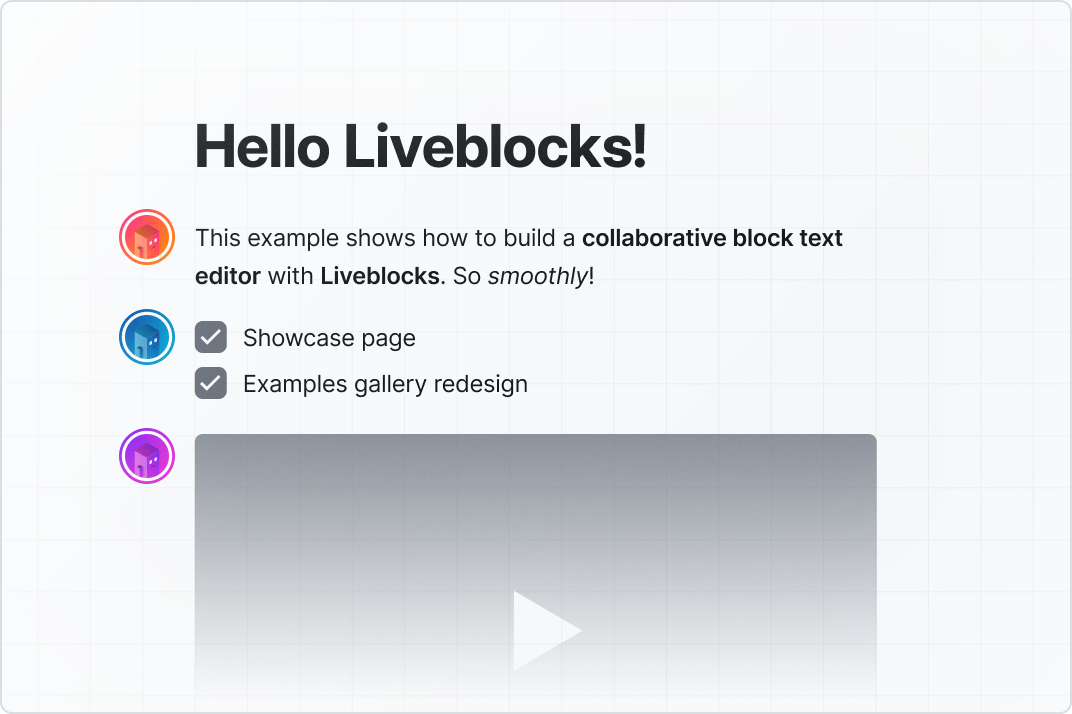 Hello Liveblocks!
This example shows how to build a collaborative block text
editor with Liveblocks. So smoothly!
Showcase page
Examples gallery redesign